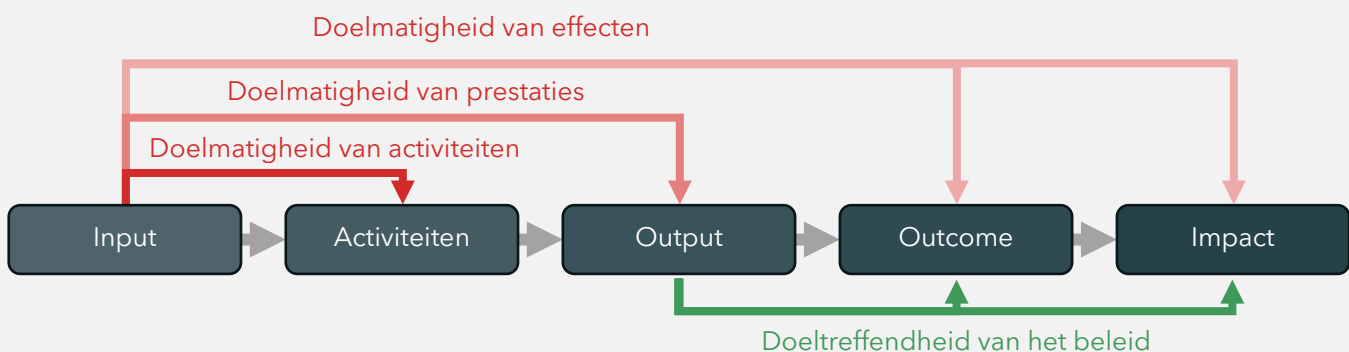 Doelmatigheid van effecten
Doelmatigheid van prestaties
Doelmatigheid van activiteiten
Input
Activiteiten
Output
Outcome
Impact
Doeltreffendheid van het beleid